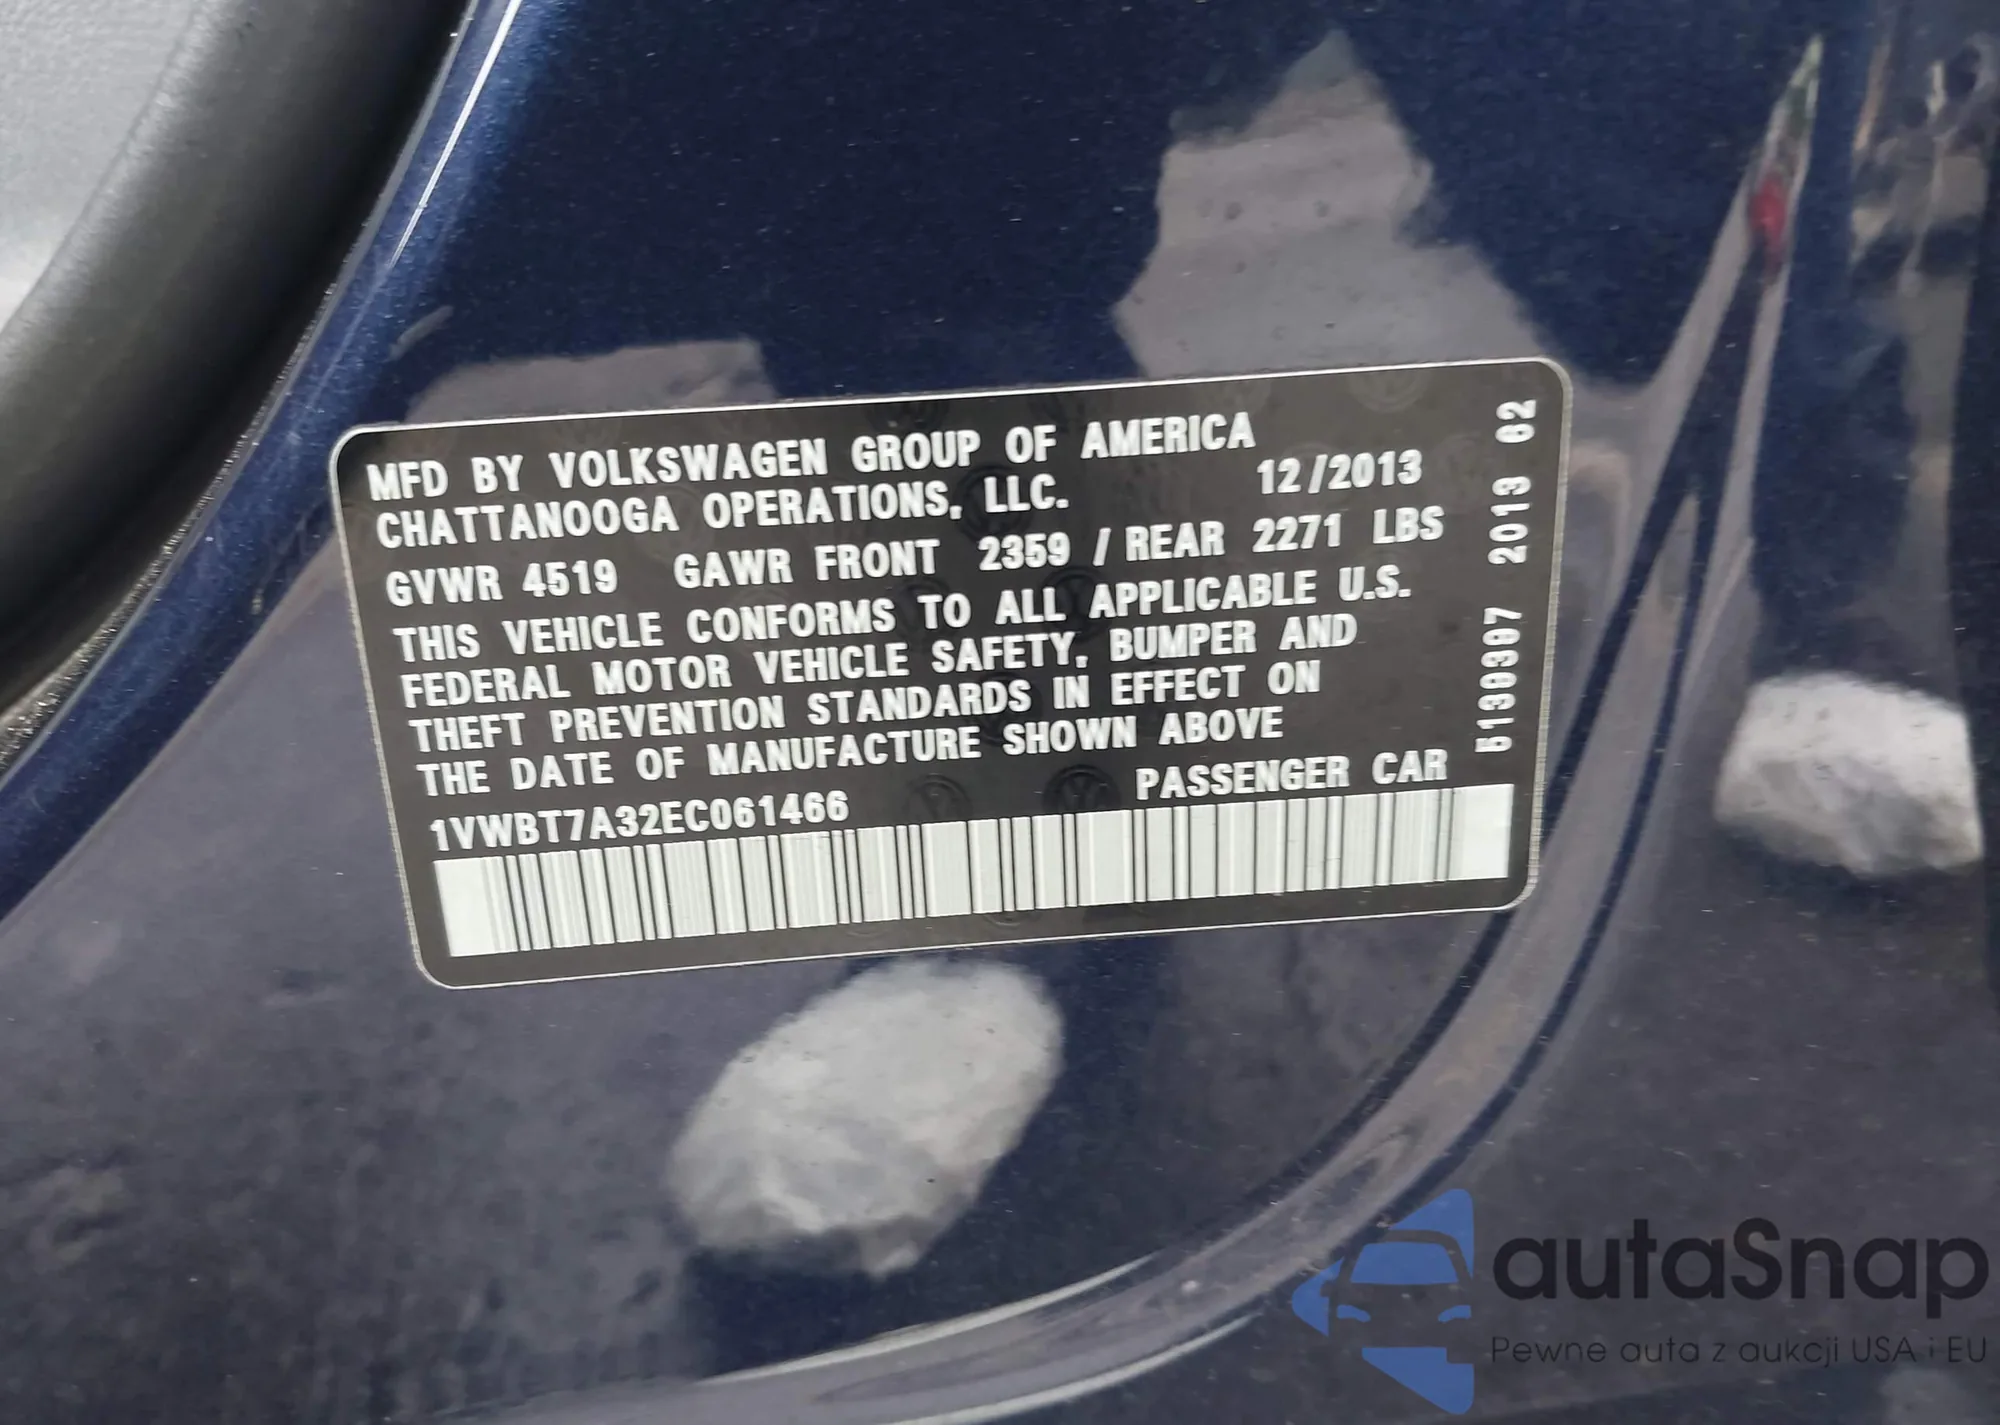 MFD BY VOLKSWAGEN GROUP OF AMERICA
CHATTANOOGA OPERATIONS, LLC. 12/2013
GVWR 4519 GAWR FRONT 2359 / REAR 2271 LBS
THIS VEHICLE CONFORMS TO ALL APPLICABLE U.S.
FEDERAL MOTOR VEHICLE SAFETY, BUMPER AND
THEFT PREVENTION STANDARDS IN EFFECT ON
THE DATE OF MANUFACTURE SHOWN ABOVE
1VWBT7A32EC061466 PASSENGER CAR
5130307 2013 62
autaSnap
Pewne auta z aukcji USA i EU